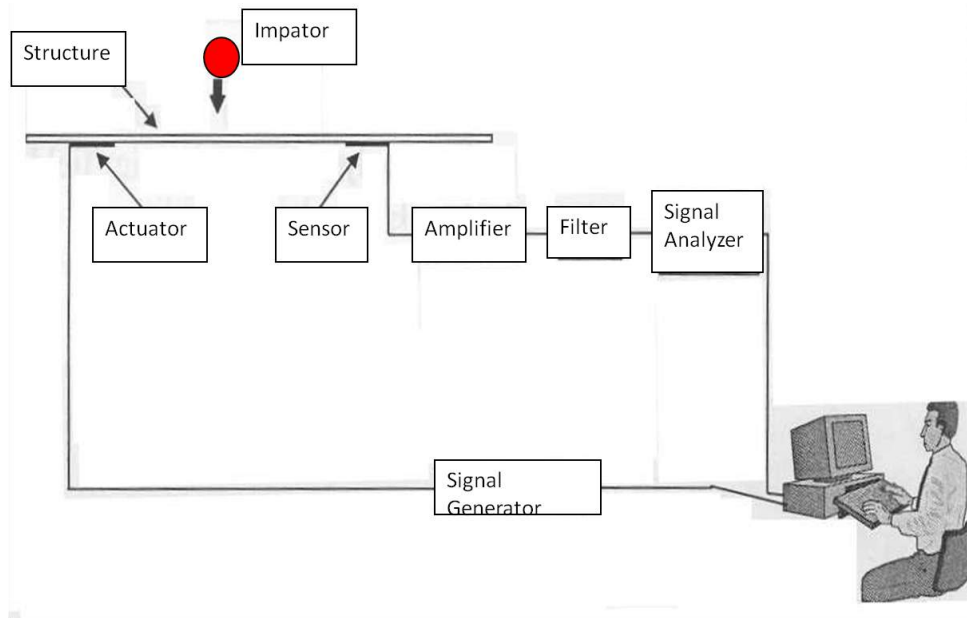 Impator
Structure
Actuator
Sensor
Amplifier
Filter
Signal
Analyzer
Signal
Generator